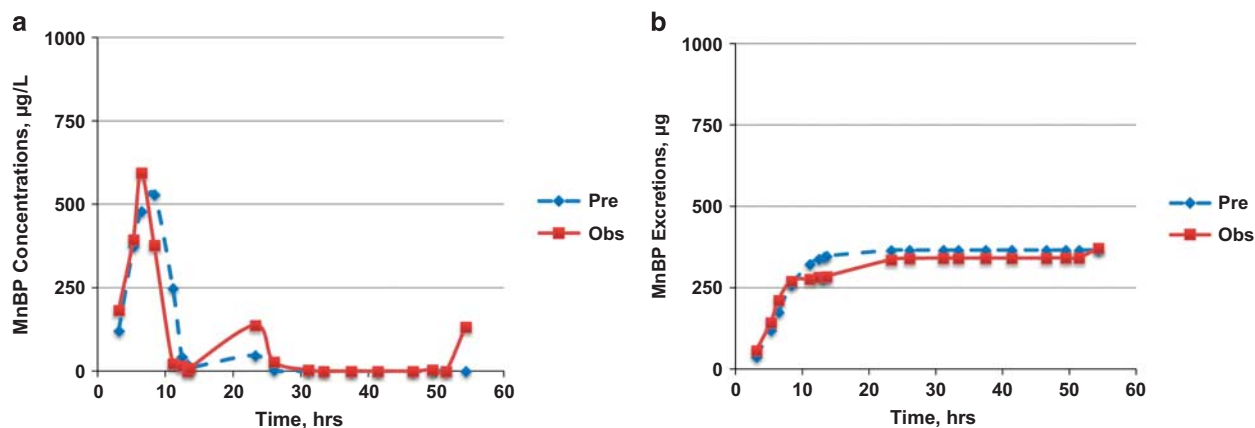 a
1000
750
500
250
0
MnBP Concentrations, µg/L
0 10 20 30 40 50 60
Time, hrs
Pre
Obs
b
1000
750
500
250
0
MnBP Excretions, µg
0 10 20 30 40 50 60
Time, hrs
Pre
Obs